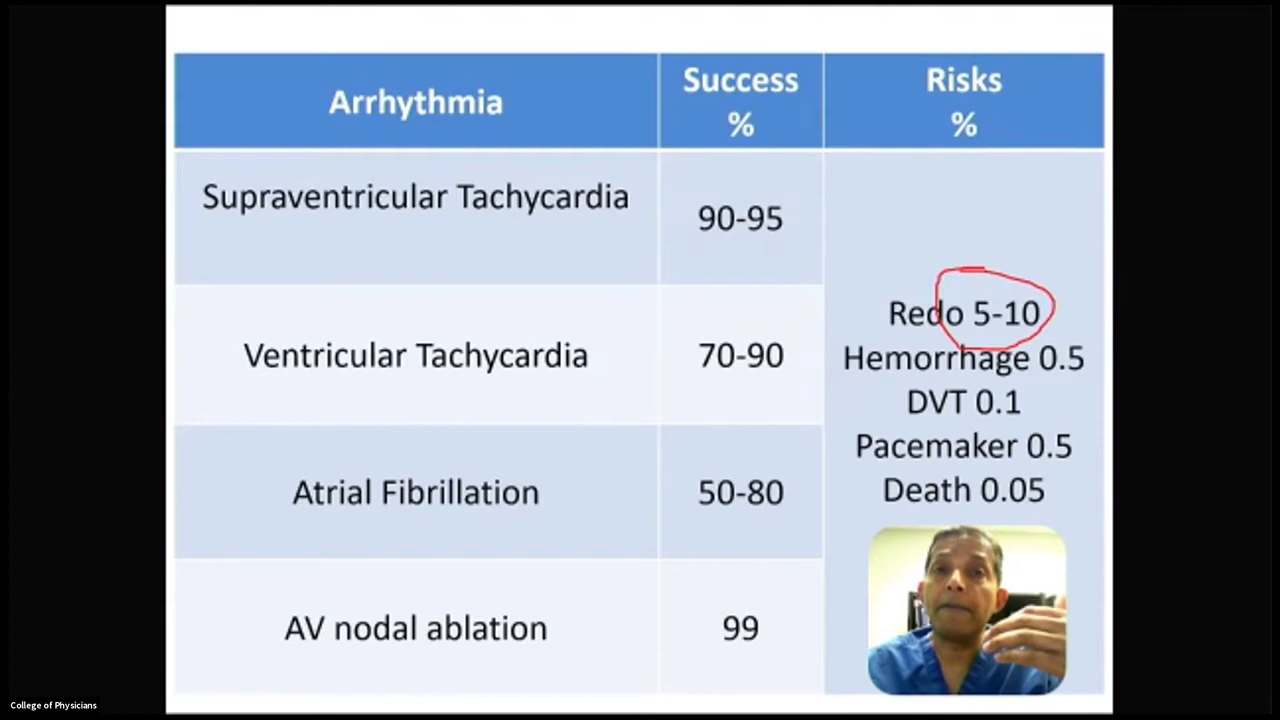 Arrhythmia
Success
%
Risks
%
Supraventricular Tachycardia
90-95
Ventricular Tachycardia
70-90
Atrial Fibrillation
50-80
AV nodal ablation
99
Redo 5-10
Hemorrhage 0.5
DVT 0.1
Pacemaker 0.5
Death 0.05
College of Physicians